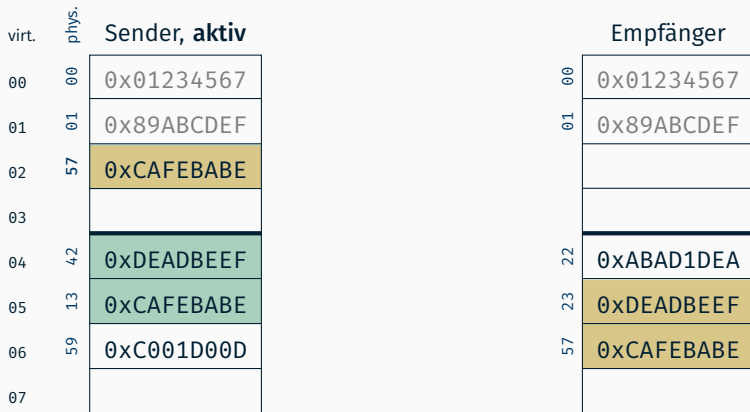 virt. phys. Sender, aktiv Empfänger
00 00 0x01234567 00 0x01234567
01 01 0x89ABCDEF 01 0x89ABCDEF
02 57 0xCAFEBABE
03
04 42 0xDEADBEEF 22 0xABAD1DEA
05 13 0xCAFEBABE 23 0xDEADBEEF
06 59 0xC001D00D 57 0xCAFEBABE
07